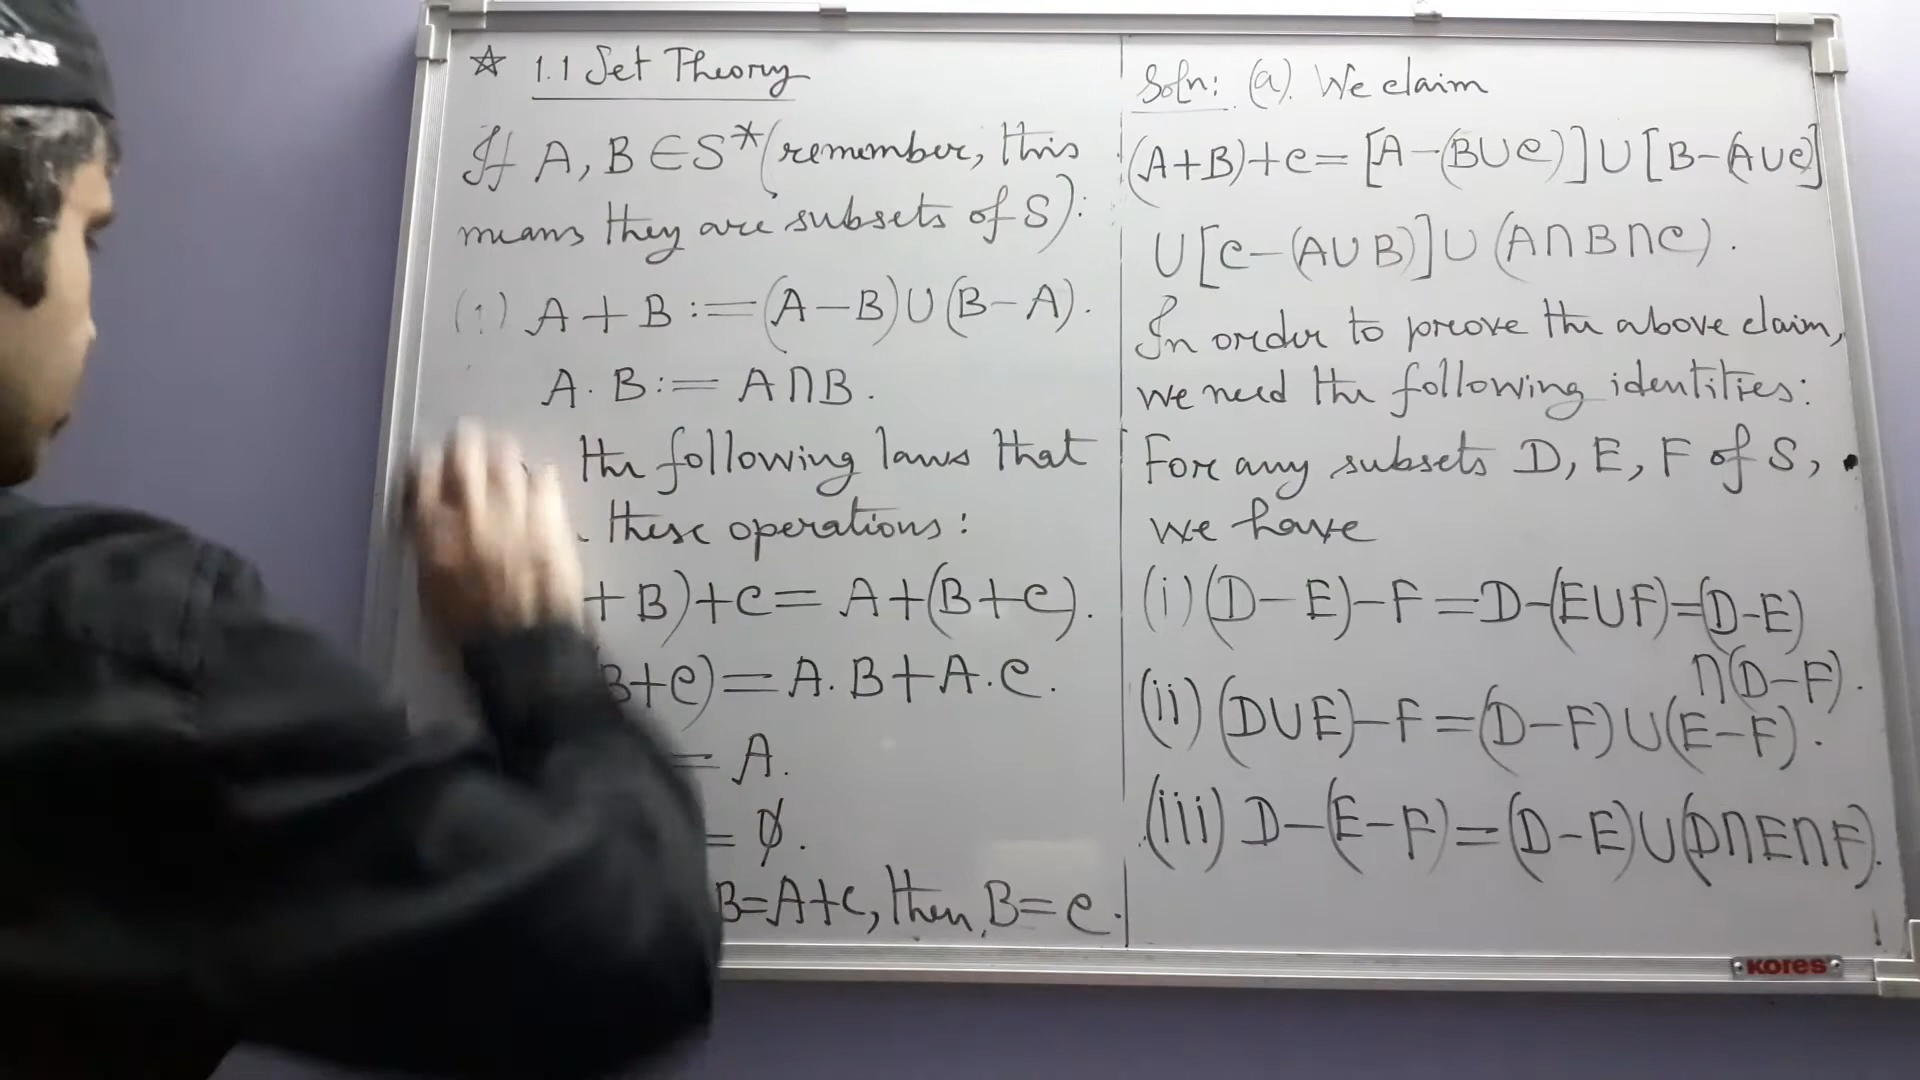 ☆ 1.1 Set Theory
If A, B ∈ S* (remember, this
means they are subsets of S):
(1) A + B := (A − B) ∪ (B − A).
A . B := A ∩ B.
the following laws that
these operations:
+ B) + C = A + (B + C).
B + C) = A . B + A . C.
= A.
= ∅.
B = A + C, then B = C.
Soln: (a). We claim
(A + B) + C = [A − (B ∪ C)] ∪ [B − (A ∪ C]
∪ [C − (A ∪ B)] ∪ (A ∩ B ∩ C).
In order to prove the above claim,
we need the following identities:
For any subsets D, E, F of S,
we have
(i) (D − E) − F = D − (E ∪ F) = (D − E)
∩ (D − F).
(ii) (D ∪ E) − F = (D − F) ∪ (E − F).
(iii) D − (E − F) = (D − E) ∪ (D ∩ E ∩ F).
KORES